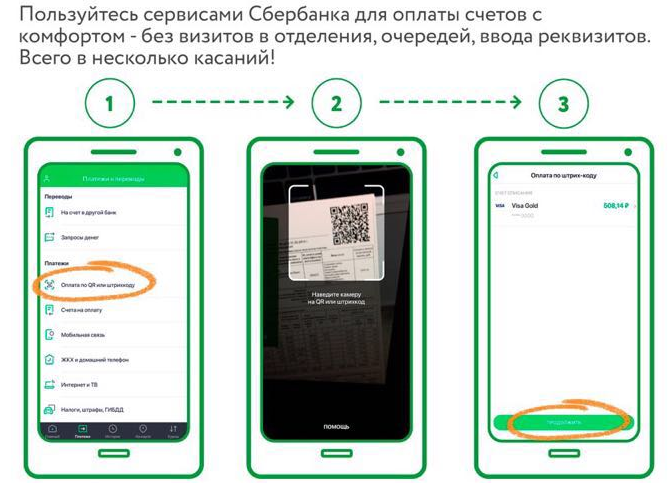 Пользуйтесь сервисами Сбербанка для оплаты счетов с
комфортом - без визитов в отделения, очередей, ввода реквизитов.
Всего в несколько касаний!
1
2
3
Платежи и переводы
Переводы
На счет в другой банк
Запросы денег
Платежи
Оплата по QR или штрихкоду
Счета на оплату
Мобильная связь
ЖКХ и домашний телефон
Интернет и ТВ
Налоги, штрафы, ГИБДД
Главный
Платежи
История
Каталог
Курсы
Наведите камеру
на QR или штрихкод
ПОМОЩЬ
Оплата по штрих-коду
СЧЕТ СПИСАНИЯ
VISA Visa Gold 508,14 ₽
ПРОДОЛЖИТЬ